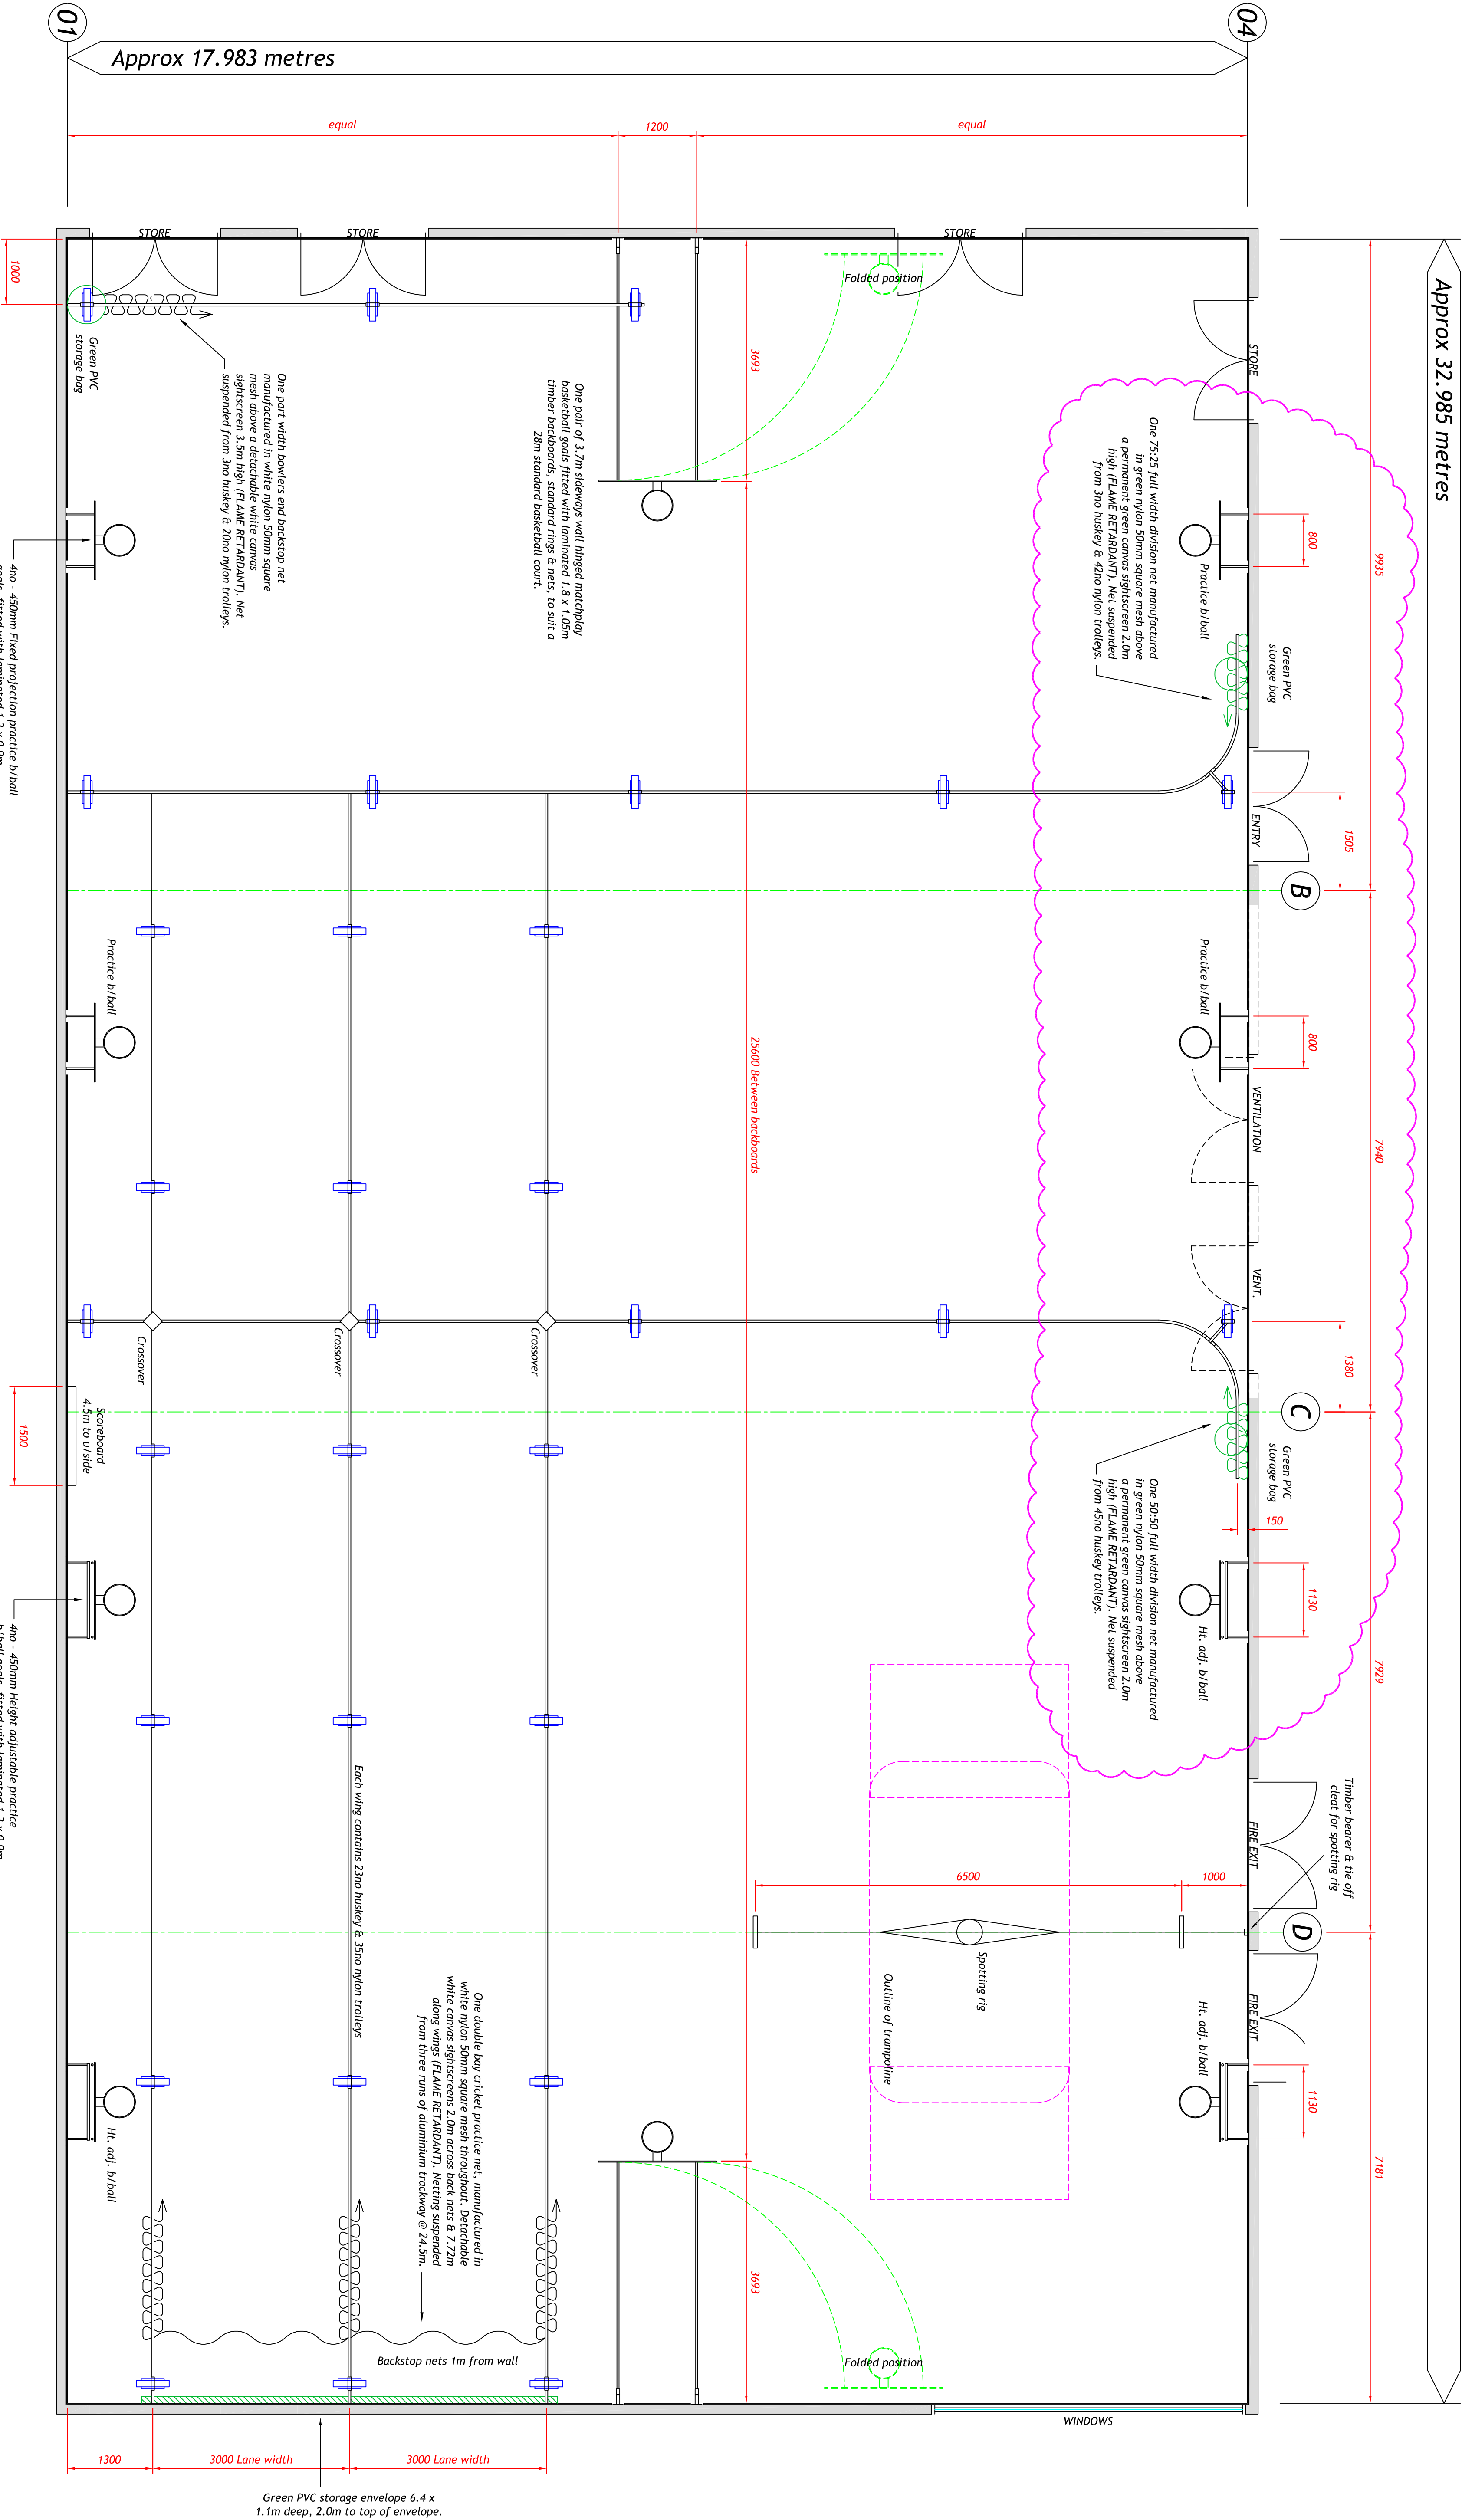 01
04
Approx 17.983 metres
Approx 32.985 metres
equal
1200
equal
STORE
STORE
STORE
STORE
1000
Folded position
Green PVC
storage bag
3693
9935
One part width bowlers end backstop net
manufactured in white nylon 50mm square
mesh above a detachable white canvas
sightscreen 3.5m high (FLAME RETARDANT). Net
suspended from 3no huskey & 20no nylon trolleys.
One pair of 3.7m sideways wall hinged matchplay
basketball goals fitted with laminated 1.8 x 1.05m
timber backboards, standard rings & nets, to suit a
28m standard basketball court.
One 75:25 full width division net manufactured
in green nylon 50mm square mesh above
a permanent green canvas sightscreen 2.0m
high (FLAME RETARDANT). Net suspended
from 3no huskey & 42no nylon trolleys.
800
Practice b/ball
Green PVC
storage bag
4no - 450mm Fixed projection practice b/ball
ENTRY
1505
B
Practice b/ball
Practice b/ball
800
7940
25600 Between backboards
VENTILATION
VENT.
1380
C
Crossover
Crossover
Crossover
Scoreboard
4.5m to u/side
1500
Green PVC
storage bag
150
One 50:50 full width division net manufactured
in green nylon 50mm square mesh above
a permanent green canvas sightscreen 2.0m
high (FLAME RETARDANT). Net suspended
from 45no huskey trolleys.
1130
Ht. adj. b/ball
7929
4no - 450mm Height adjustable practice
Each wing contains 23no huskey & 35no nylon trolleys
Timber bearer & tie off
cleat for spotting rig
FIRE EXIT
6500
1000
D
Spotting rig
Outline of trampoline
FIRE EXIT
Ht. adj. b/ball
1130
7181
Ht. adj. b/ball
One double bay cricket practice net, manufactured in
white nylon 50mm square mesh throughout. Detachable
white canvas sightscreens 2.0m across back nets & 7.72m
along wings (FLAME RETARDANT). Netting suspended
from three runs of aluminium trackway @ 24.5m.
3693
Backstop nets 1m from wall
Folded position
WINDOWS
1300
3000 Lane width
3000 Lane width
Green PVC storage envelope 6.4 x
1.1m deep, 2.0m to top of envelope.